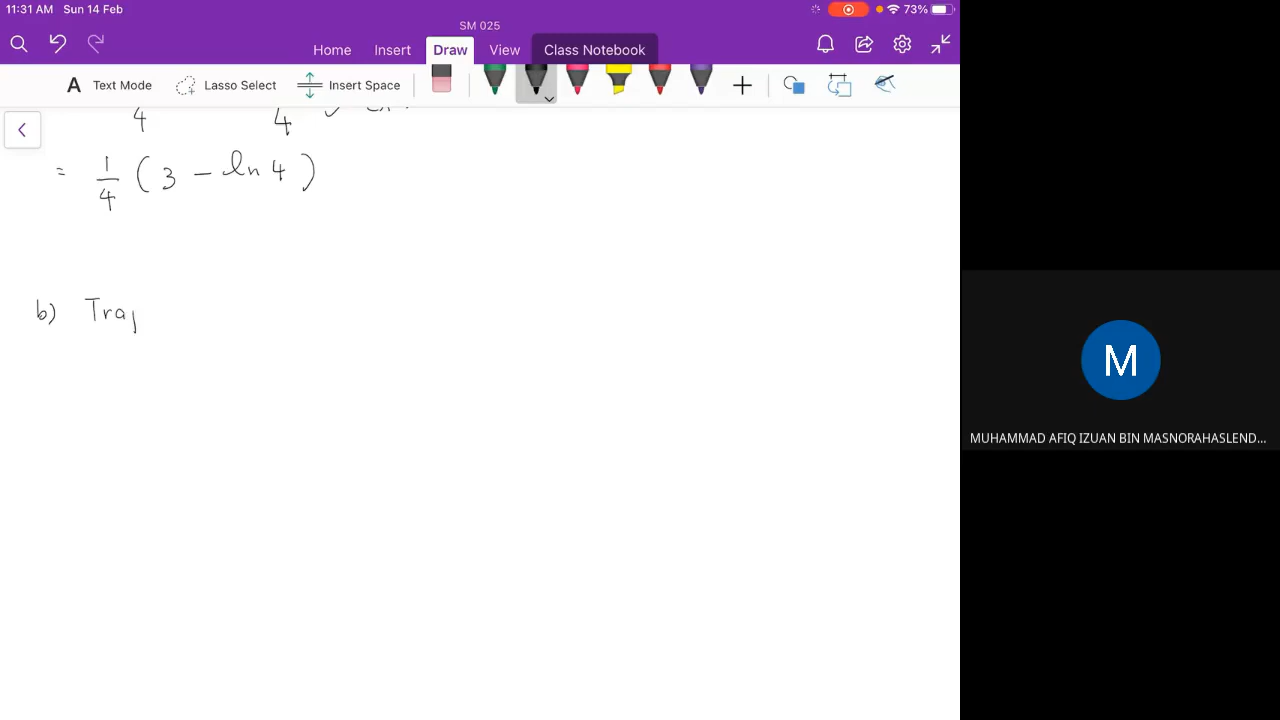 11:31 AM Sun 14 Feb
73%
SM 025
Home Insert Draw View Class Notebook
A Text Mode Lasso Select Insert Space
4 4
= 1/4 ( 3 - ln 4 )
b) Trap
M
MUHAMMAD AFIQ IZUAN BIN MASNORAHASLEND...